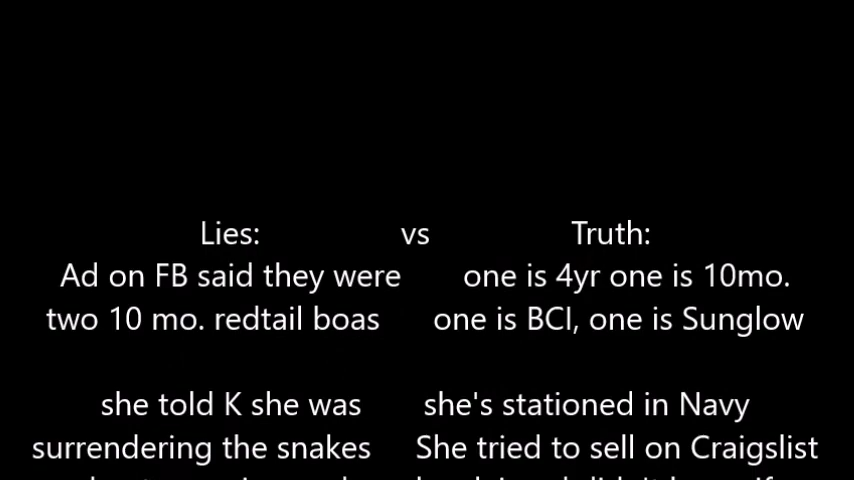 Lies: vs Truth:
Ad on FB said they were one is 4yr one is 10mo.
two 10 mo. redtail boas one is BCI, one is Sunglow
she told K she was she's stationed in Navy
surrendering the snakes She tried to sell on Craigslist